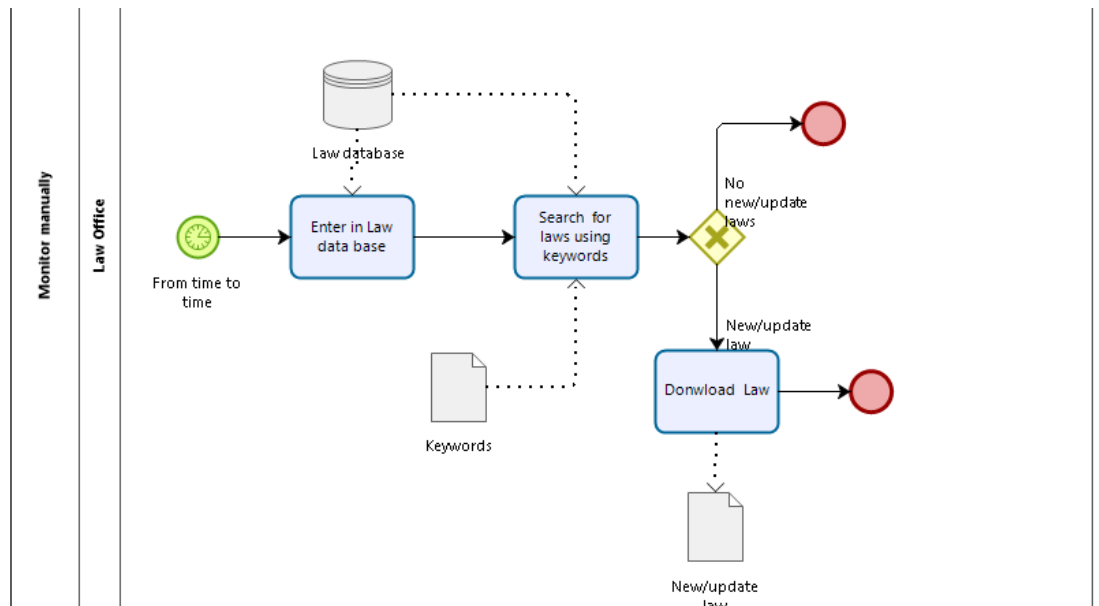 Monitor manually
Law Office
Law database
From time to
time
Enter in Law
data base
Search for
laws using
keywords
No
new/update
laws
New/update
law
Donwload Law
Keywords
New/update
law